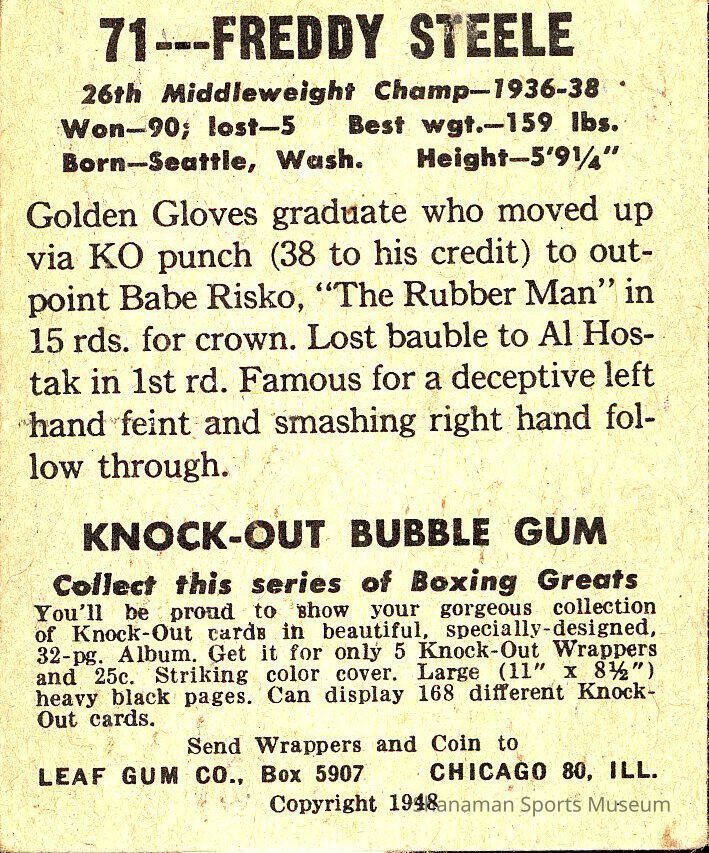 71---FREDDY STEELE
26th Middleweight Champ—1936-38
Won—90; lost—5 Best wgt.—159 lbs.
Born—Seattle, Wash. Height—5'9¼"
Golden Gloves graduate who moved up
via KO punch (38 to his credit) to out-
point Babe Risko, "The Rubber Man" in
15 rds. for crown. Lost bauble to Al Hos-
tak in 1st rd. Famous for a deceptive left
hand feint and smashing right hand fol-
low through.
KNOCK-OUT BUBBLE GUM
Collect this series of Boxing Greats
You'll be proud to show your gorgeous collection
of Knock-Out cards in beautiful, specially-designed,
32-pg. Album. Get it for only 5 Knock-Out Wrappers
and 25c. Striking color cover. Large (11" x 8½")
heavy black pages. Can display 168 different Knock-
Out cards.
Send Wrappers and Coin to
LEAF GUM CO., Box 5907 CHICAGO 80, ILL.
Copyright 1948
Shanaman Sports Museum